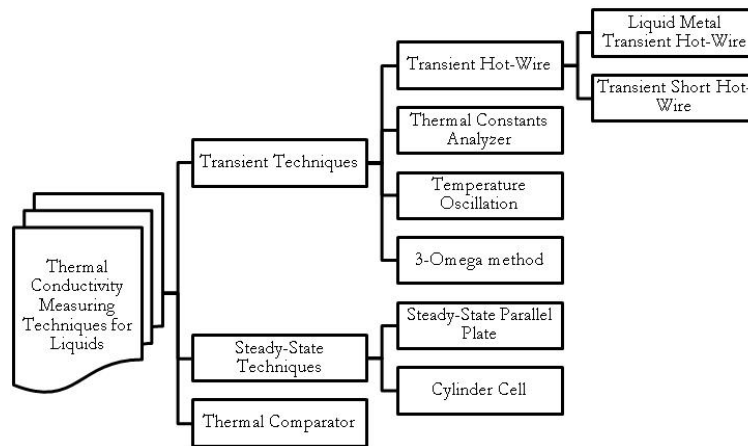 Thermal
Conductivity
Measuring
Techniques for
Liquids
Transient Techniques
Transient Hot-Wire
Liquid Metal
Transient Hot-Wire
Transient Short Hot-
Wire
Thermal Constants
Analyzer
Temperature
Oscillation
3-Omega method
Steady-State
Techniques
Steady-State Parallel
Plate
Cylinder Cell
Thermal Comparator